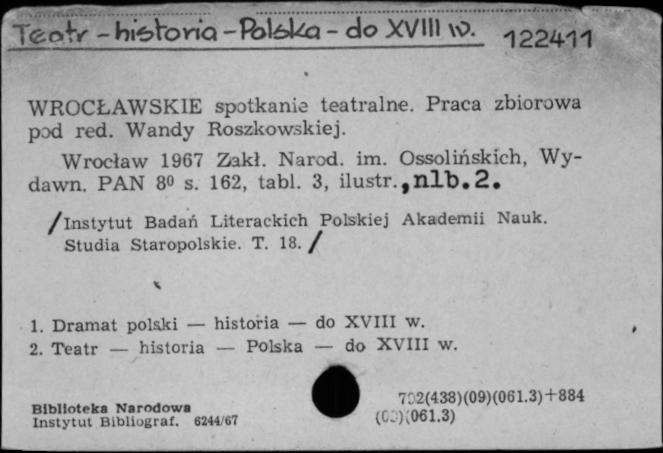 Teatr - historia - Polska - do XVIII w. 122411
WROCŁAWSKIE spotkanie teatralne. Praca zbiorowa
pod red. Wandy Roszkowskiej.
Wrocław 1967 Zakł. Narod. im. Ossolińskich, Wy-
dawn. PAN 8⁰ s. 162, tabl. 3, ilustr., nlb.2.
/Instytut Badań Literackich Polskiej Akademii Nauk.
Studia Staropolskie. T. 18./
1. Dramat polski — historia — do XVIII w.
2. Teatr — historia — Polska — do XVIII w.
Biblioteka Narodowa
Instytut Bibliograf. 6244/67
792(438)(09)(061.3)+884
(061.3)